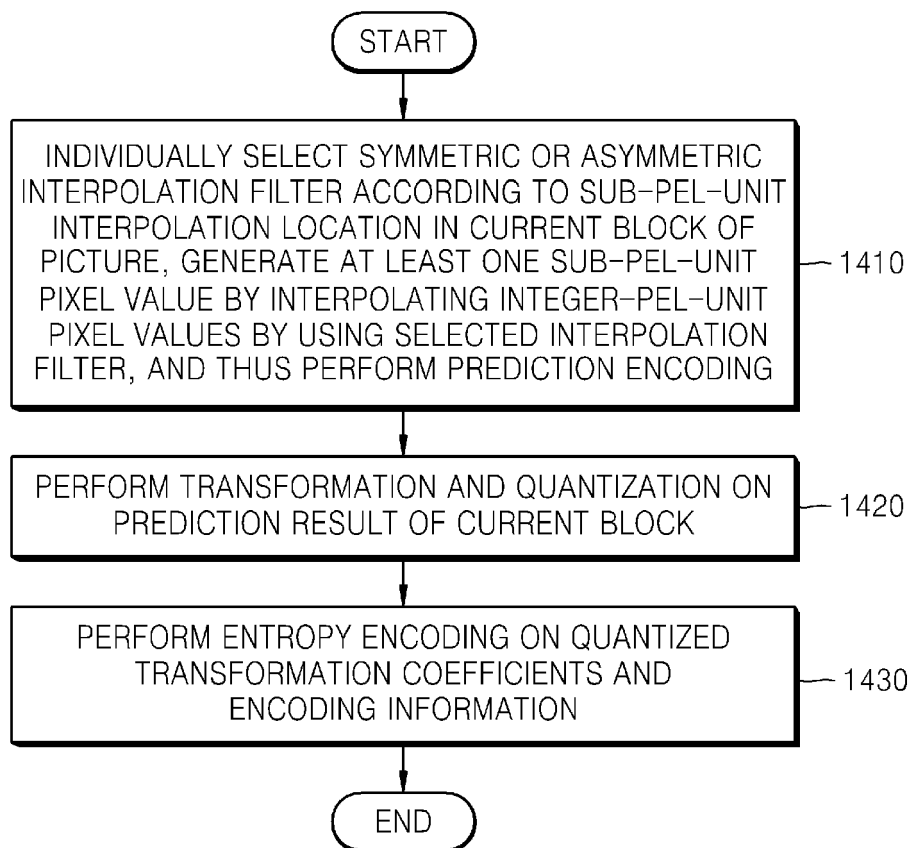 START
INDIVIDUALLY SELECT SYMMETRIC OR ASYMMETRIC
INTERPOLATION FILTER ACCORDING TO SUB-PEL-UNIT
INTERPOLATION LOCATION IN CURRENT BLOCK OF
PICTURE, GENERATE AT LEAST ONE SUB-PEL-UNIT
PIXEL VALUE BY INTERPOLATING INTEGER-PEL-UNIT
PIXEL VALUES BY USING SELECTED INTERPOLATION
FILTER, AND THUS PERFORM PREDICTION ENCODING
1410
PERFORM TRANSFORMATION AND QUANTIZATION ON
PREDICTION RESULT OF CURRENT BLOCK
1420
PERFORM ENTROPY ENCODING ON QUANTIZED
TRANSFORMATION COEFFICIENTS AND
ENCODING INFORMATION
1430
END